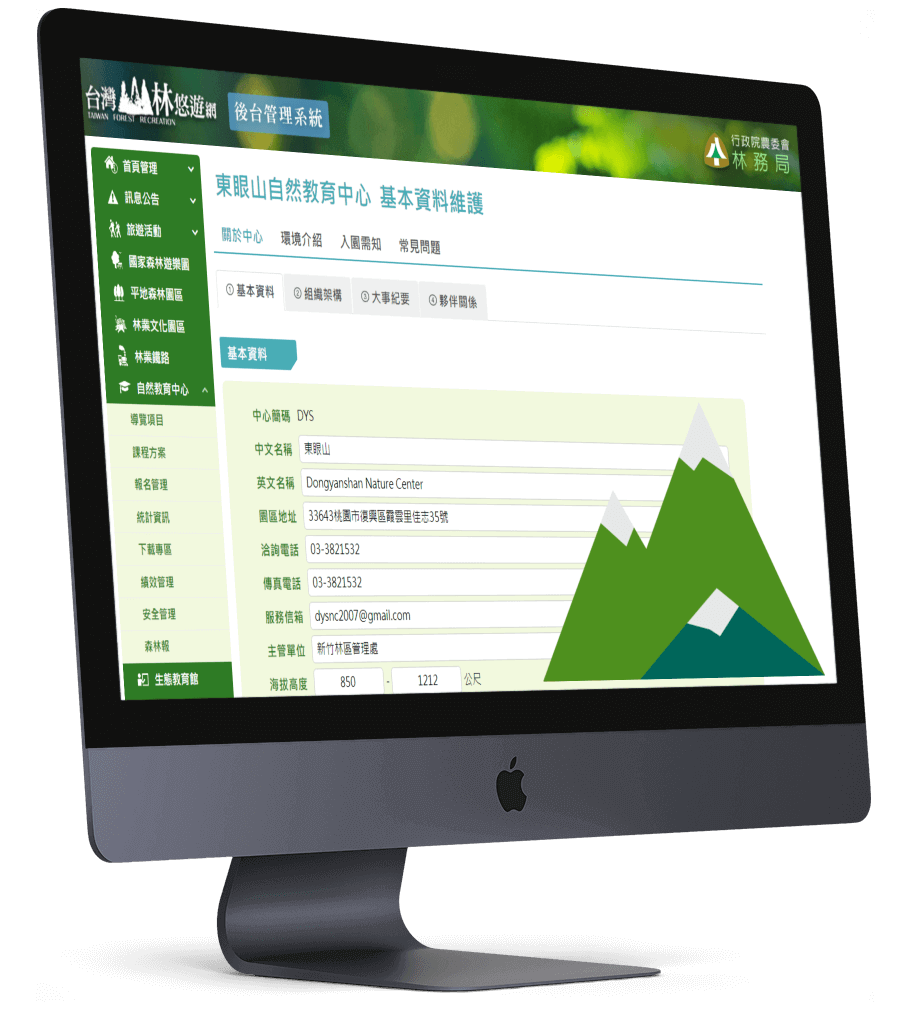 台灣山林悠遊網
TAIWAN FOREST RECREATION
後台管理系統
行政院農委會
林務局
首頁管理
訊息公告
旅遊活動
國家森林遊樂園
平地森林園區
林業文化園區
林業鐵路
自然教育中心
導覽項目
課程方案
報名管理
統計資訊
下載專區
績效管理
安全管理
森林報
生態教育館
東眼山自然教育中心 基本資料維護
關於中心 環境介紹 入園需知 常見問題
①基本資料 ②組織架構 ③大事紀要 ④夥伴關係
基本資料
中心簡碼 DYS
中文名稱 東眼山
英文名稱 Dongyanshan Nature Center
園區地址 33643桃園市復興區霞雲里佳志35號
洽詢電話 03-3821532
傳真電話 03-3821532
服務信箱 dysnc2007@gmail.com
主管單位 新竹林區管理處
海拔高度 850 - 1212 公尺